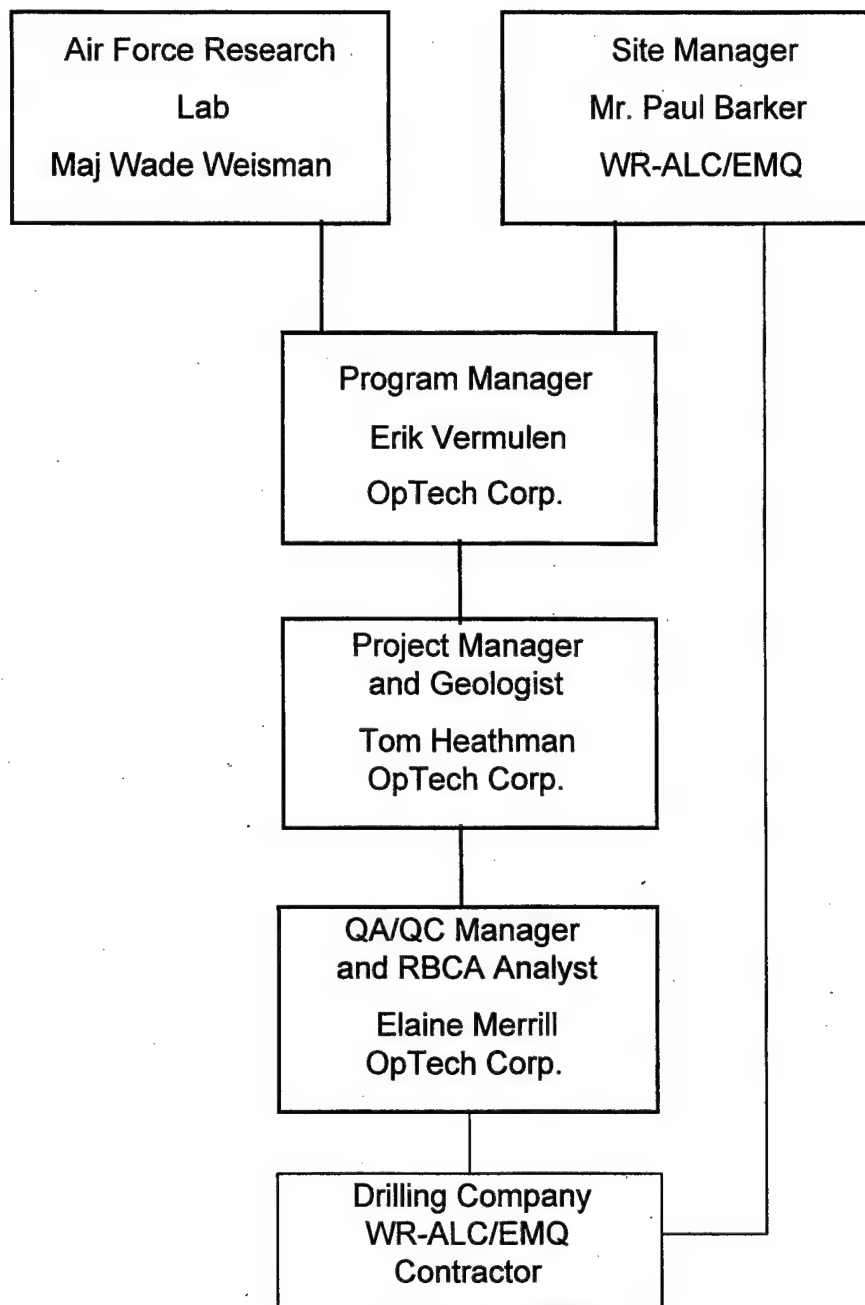 Air Force Research
Lab
Maj Wade Weisman
Site Manager
Mr. Paul Barker
WR-ALC/EMQ
Program Manager
Erik Vermulen
OpTech Corp.
Project Manager
and Geologist
Tom Heathman
OpTech Corp.
QA/QC Manager
and RBCA Analyst
Elaine Merrill
OpTech Corp.
Drilling Company
WR-ALC/EMQ
Contractor